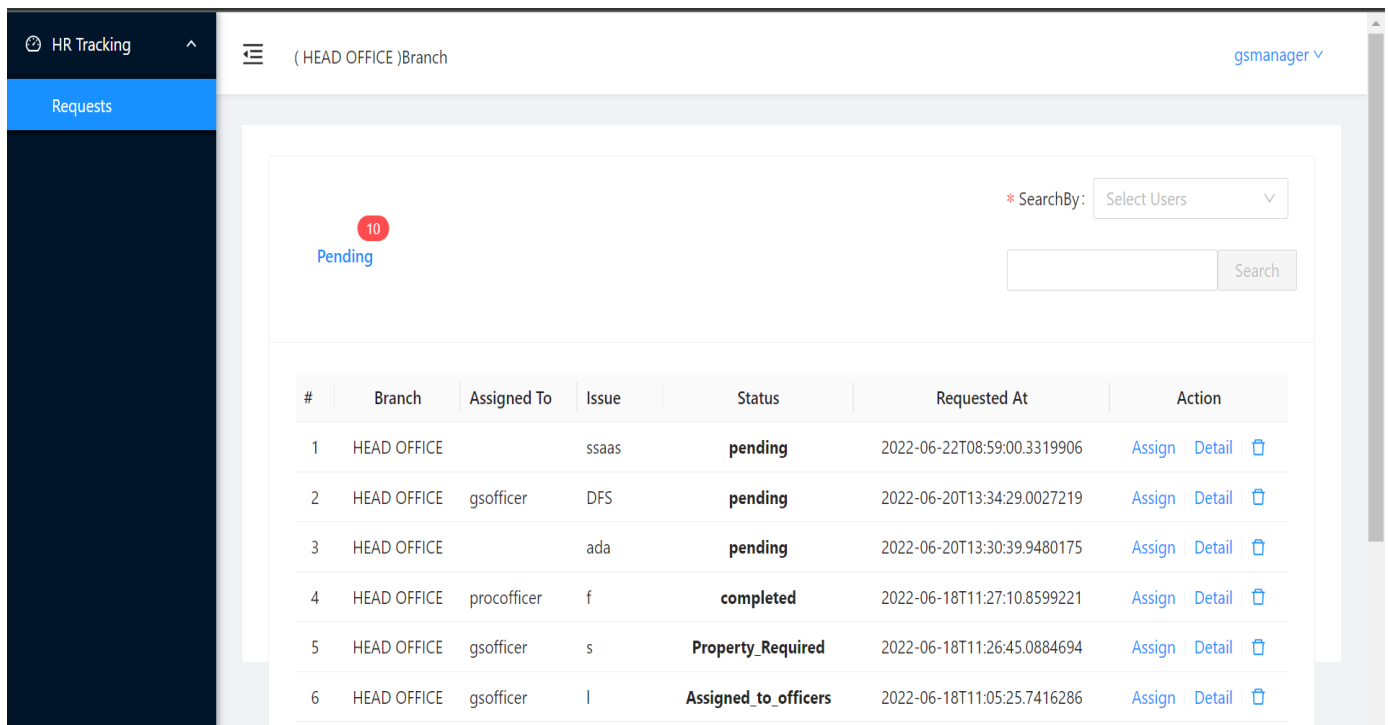 HR Tracking
Requests
( HEAD OFFICE )Branch
gsmanager
* SearchBy: Select Users
10
Pending
Search
# Branch Assigned To Issue Status Requested At Action
1 HEAD OFFICE ssaas pending 2022-06-22T08:59:00.3319906 Assign Detail
2 HEAD OFFICE gsofficer DFS pending 2022-06-20T13:34:29.0027219 Assign Detail
3 HEAD OFFICE ada pending 2022-06-20T13:30:39.9480175 Assign Detail
4 HEAD OFFICE procofficer f completed 2022-06-18T11:27:10.8599221 Assign Detail
5 HEAD OFFICE gsofficer s Property_Required 2022-06-18T11:26:45.0884694 Assign Detail
6 HEAD OFFICE gsofficer l Assigned_to_officers 2022-06-18T11:05:25.7416286 Assign Detail